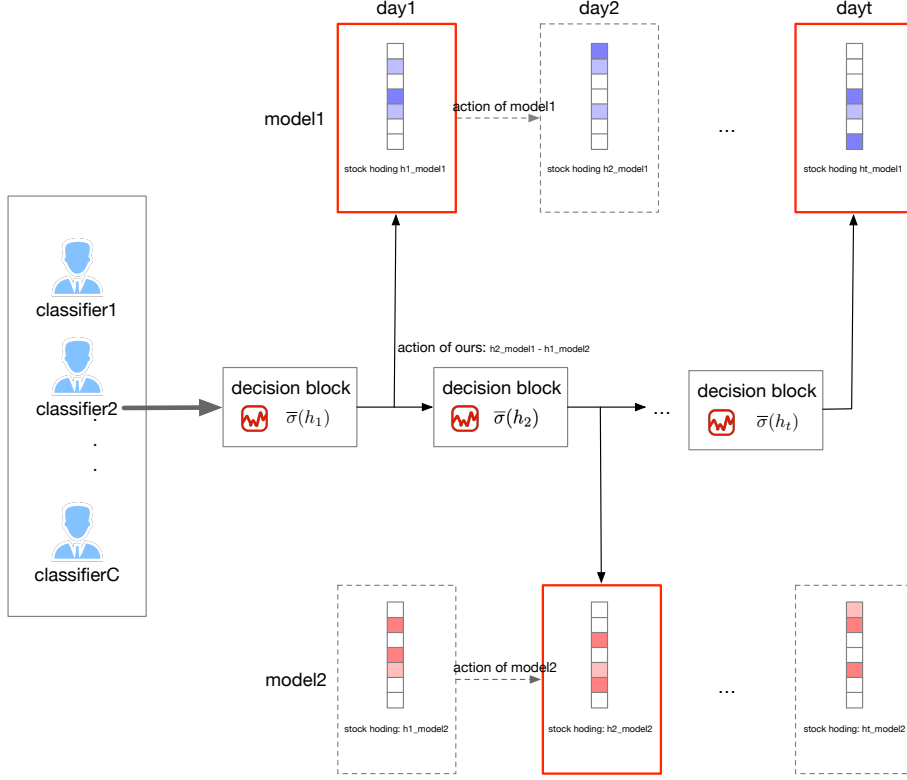 day1
day2
dayt
model1
action of model1
...
stock hoding h1_model1
stock hoding h2_model1
stock hoding ht_model1
classifier1
classifier2
.
.
.
classifierC
action of ours: h2_model1 - h1_model2
decision block
σ̅(h₁)
decision block
σ̅(h₂)
...
decision block
σ̅(hₜ)
model2
action of model2
...
stock hoding: h1_model2
stock hoding: h2_model2
stock hoding: ht_model2